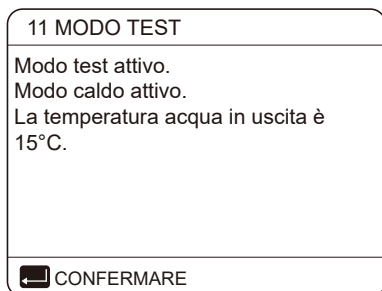 11 MODO TEST
Modo test attivo.
Modo caldo attivo.
La temperatura acqua in uscita è
15°C.
CONFERMARE